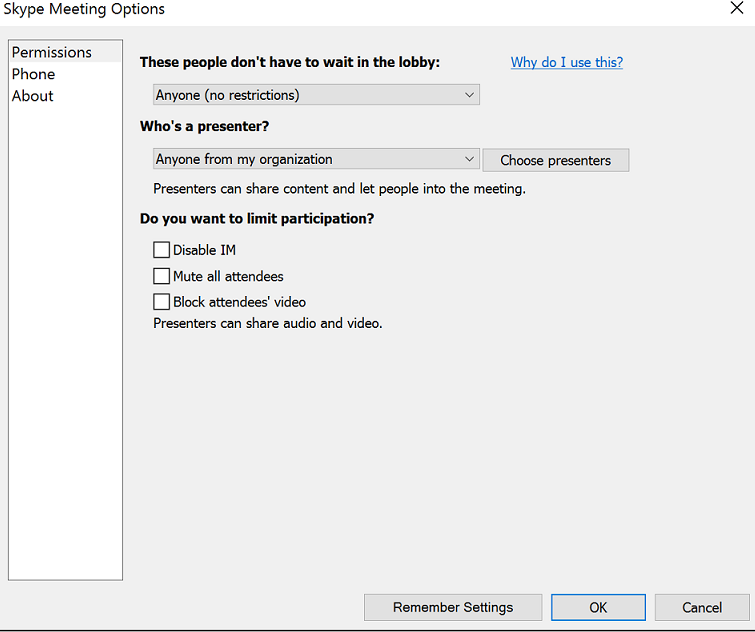 Skype Meeting Options
Permissions
Phone
About
These people don't have to wait in the lobby:
Why do I use this?
Anyone (no restrictions)
Who's a presenter?
Anyone from my organization
Choose presenters
Presenters can share content and let people into the meeting.
Do you want to limit participation?
Disable IM
Mute all attendees
Block attendees' video
Presenters can share audio and video.
Remember Settings
OK
Cancel